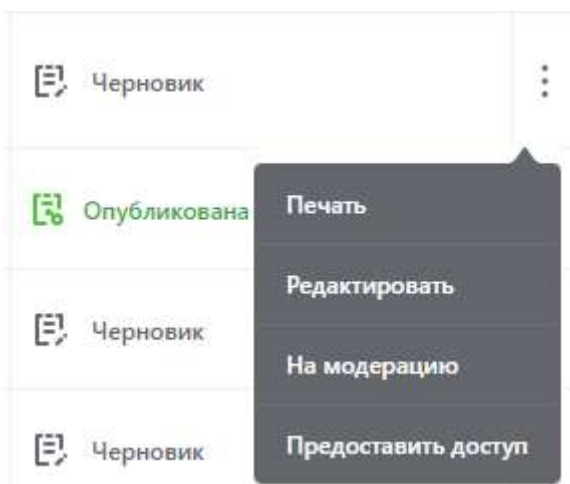 Черновик
Опубликована
Печать
Редактировать
Черновик
На модерацию
Черновик
Предоставить доступ